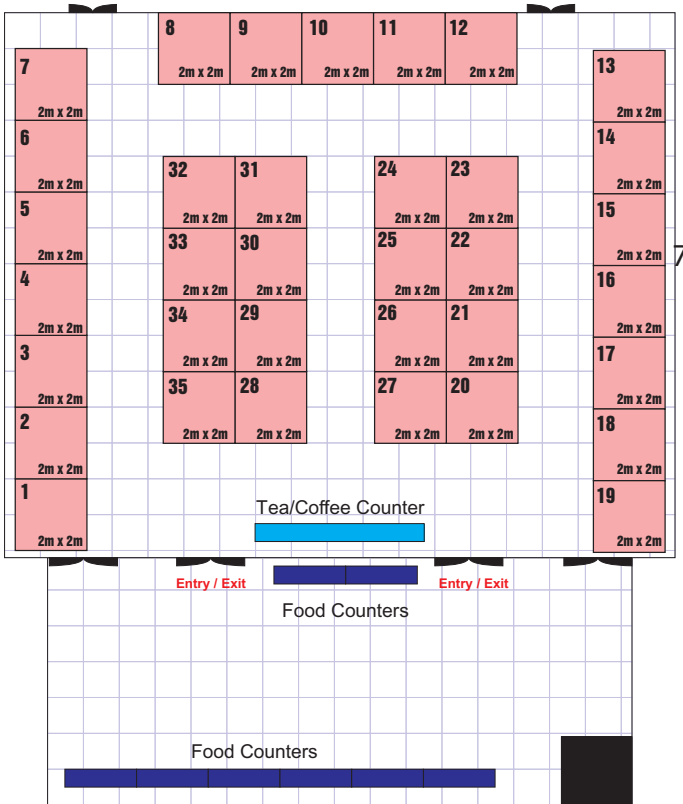 8 9 10 11 12
2m x 2m 2m x 2m 2m x 2m 2m x 2m 2m x 2m
7 13
2m x 2m 2m x 2m
6 14
2m x 2m 2m x 2m
32 31 24 23
5 15
2m x 2m 2m x 2m 2m x 2m 2m x 2m
33 30 25 22
2m x 2m 2m x 2m
7
4 16
2m x 2m 2m x 2m 2m x 2m 2m x 2m
34 29 26 21
2m x 2m 2m x 2m
3 17
2m x 2m 2m x 2m 2m x 2m 2m x 2m
35 28 27 20
2m x 2m 2m x 2m
2 18
2m x 2m 2m x 2m 2m x 2m 2m x 2m
2m x 2m 2m x 2m
1 19
Tea/Coffee Counter
2m x 2m 2m x 2m
Entry / Exit Entry / Exit
Food Counters
Food Counters